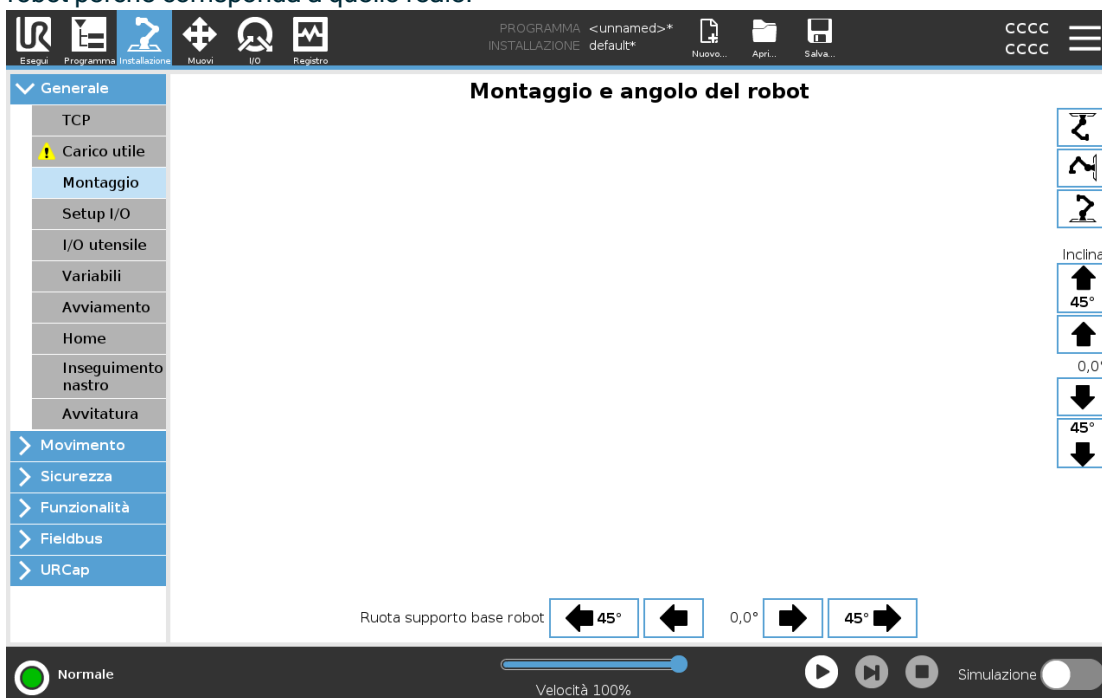 robot perché corrisponda a quello reale.
PROGRAMMA <unnamed>*
INSTALLAZIONE default*
CCCC
CCCC
UR
Esegui
Programma
Installazione
Muovi
I/O
Registro
Nuovo...
Apri...
Salva...
Generale
TCP
Carico utile
Montaggio
Setup I/O
I/O utensile
Variabili
Avviamento
Home
Inseguimento
nastro
Avvitatura
Movimento
Sicurezza
Funzionalità
Fieldbus
URCap
Montaggio e angolo del robot
Inclina
45°
0,0°
45°
Ruota supporto base robot
45°
0,0°
45°
Normale
Velocità 100%
Simulazione